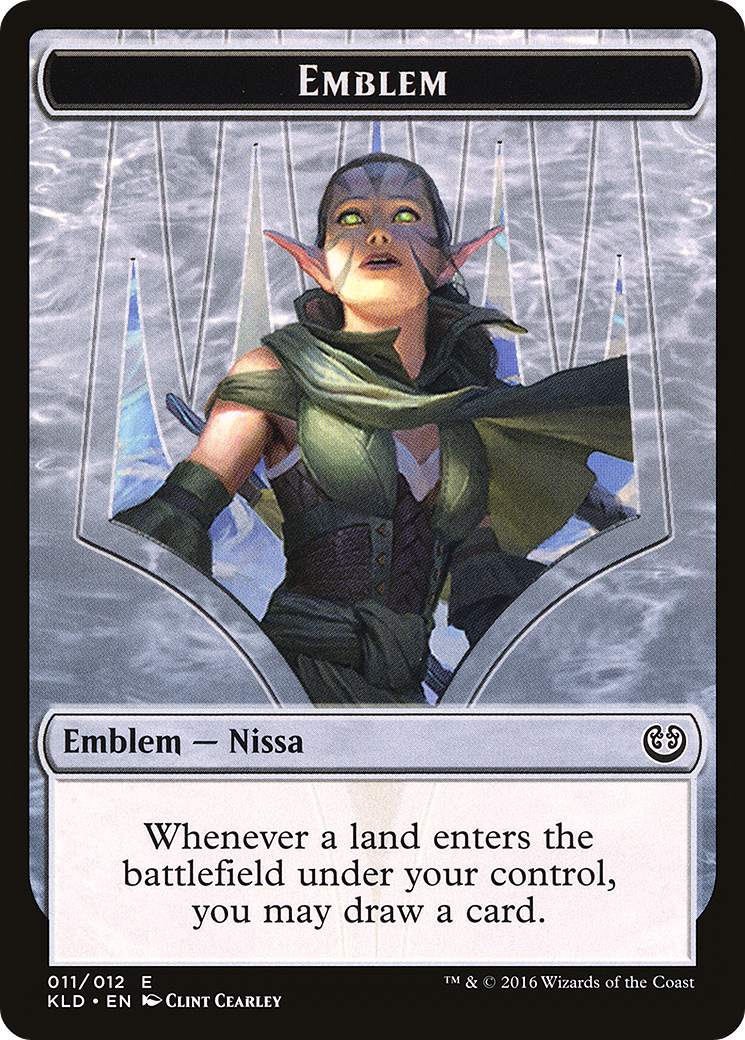 EMBLEM
Emblem — Nissa
Whenever a land enters the
battlefield under your control,
you may draw a card.
011/012 E
KLD • EN CLINT CEARLEY
™ & © 2016 Wizards of the Coast